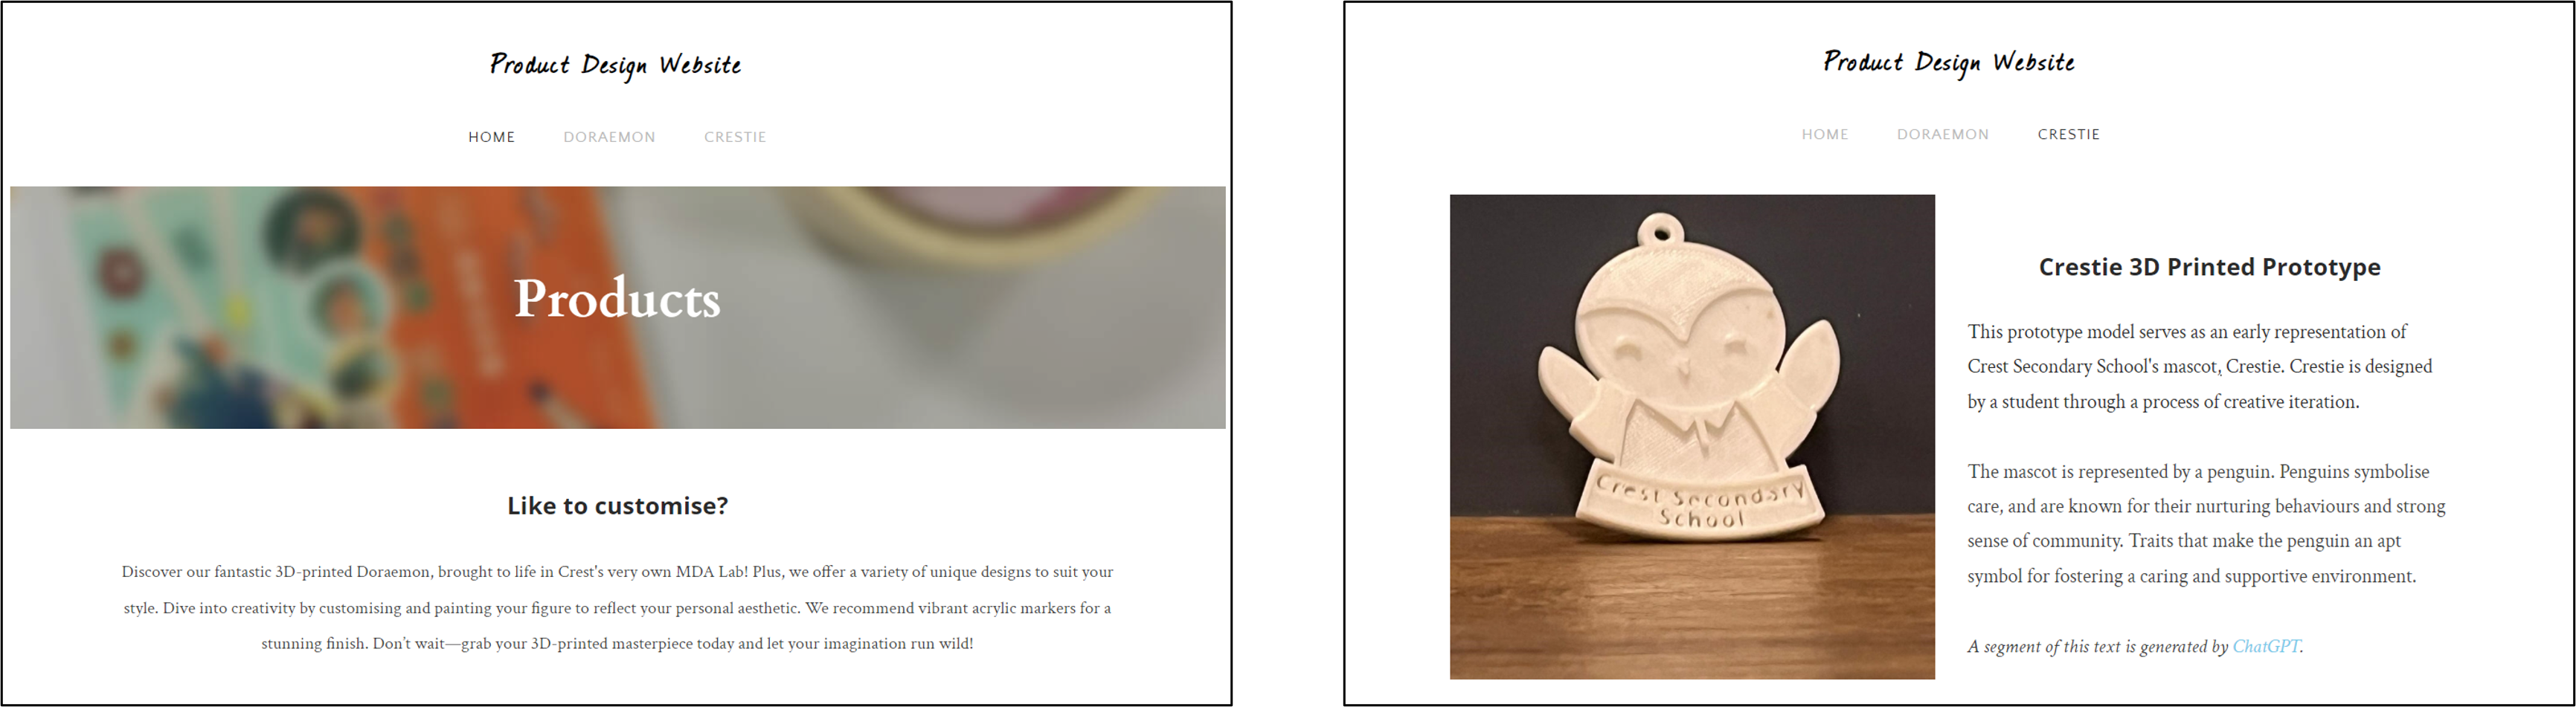 Product Design Website
HOME DORAEMON CRESTIE
Products
Like to customise?
Discover our fantastic 3D-printed Doraemon, brought to life in Crest's very own MDA Lab! Plus, we offer a variety of unique designs to suit your
style. Dive into creativity by customising and painting your figure to reflect your personal aesthetic. We recommend vibrant acrylic markers for a
stunning finish. Don't wait—grab your 3D-printed masterpiece today and let your imagination run wild!
Product Design Website
HOME DORAEMON CRESTIE
Crest Secondary
School
Crestie 3D Printed Prototype
This prototype model serves as an early representation of
Crest Secondary School's mascot, Crestie. Crestie is designed
by a student through a process of creative iteration.
The mascot is represented by a penguin. Penguins symbolise
care, and are known for their nurturing behaviours and strong
sense of community. Traits that make the penguin an apt
symbol for fostering a caring and supportive environment.
A segment of this text is generated by ChatGPT.